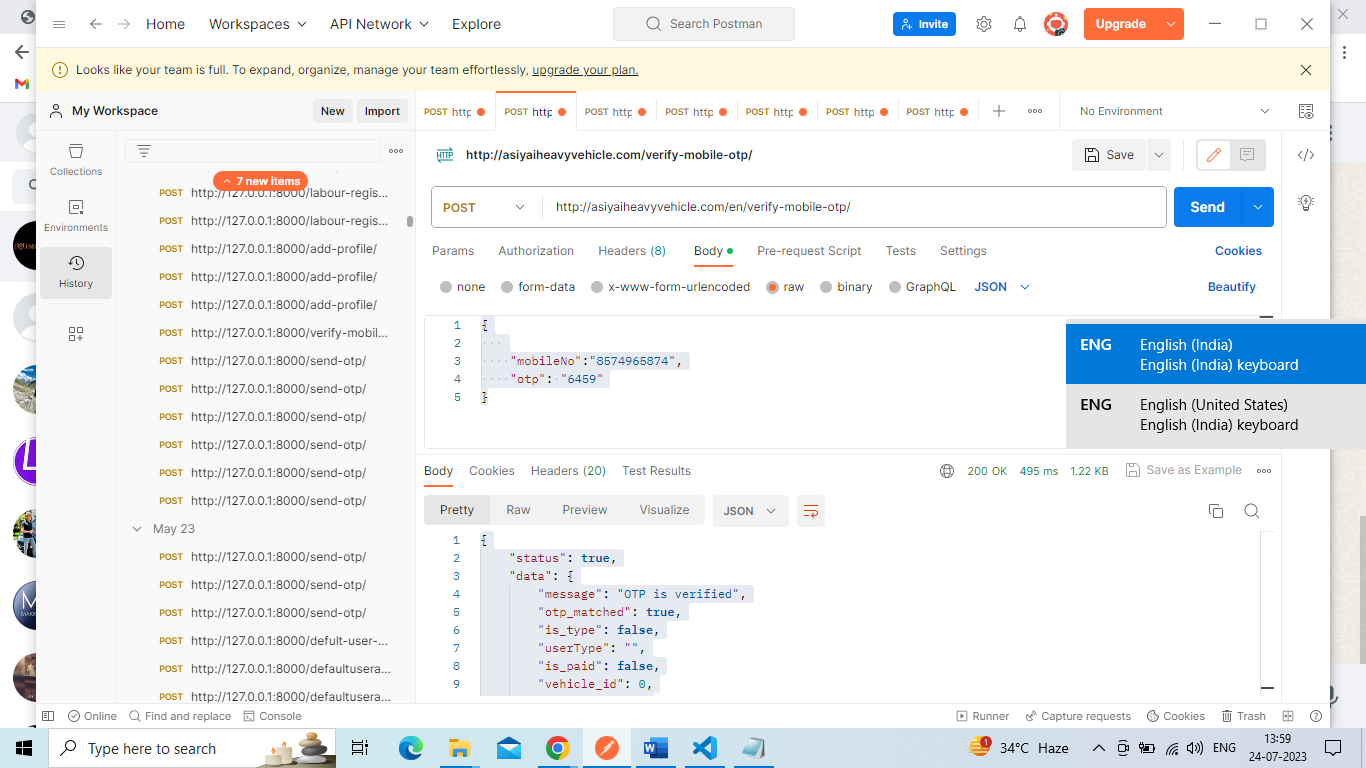 Home
Workspaces
API Network
Explore
Search Postman
Invite
Upgrade
Looks like your team is full. To expand, organize, manage your team effortlessly, upgrade your plan.
My Workspace
New
Import
POST http
POST http
POST http
POST http
POST http
POST http
POST http
No Environment
Collections
Environments
History
7 new items
POST http://127.0.0.1:8000/labour-regis...
POST http://127.0.0.1:8000/labour-regis...
POST http://127.0.0.1:8000/add-profile/
POST http://127.0.0.1:8000/add-profile/
POST http://127.0.0.1:8000/add-profile/
POST http://127.0.0.1:8000/verify-mobil...
POST http://127.0.0.1:8000/send-otp/
POST http://127.0.0.1:8000/send-otp/
POST http://127.0.0.1:8000/send-otp/
POST http://127.0.0.1:8000/send-otp/
POST http://127.0.0.1:8000/send-otp/
POST http://127.0.0.1:8000/send-otp/
May 23
POST http://127.0.0.1:8000/send-otp/
POST http://127.0.0.1:8000/send-otp/
POST http://127.0.0.1:8000/send-otp/
POST http://127.0.0.1:8000/defult-user-...
POST http://127.0.0.1:8000/defaultusera...
POST http://127.0.0.1:8000/defaultusera...
HTTP http://asiyaiheavyvehicle.com/verify-mobile-otp/
Save
POST http://asiyaiheavyvehicle.com/en/verify-mobile-otp/
Send
Params Authorization Headers (8) Body Pre-request Script Tests Settings Cookies
none form-data x-www-form-urlencoded raw binary GraphQL JSON Beautify
1 {
2
3 "mobileNo":"8574965874",
4 "otp": "6459"
5 }
ENG English (India)
English (India) keyboard
ENG English (United States)
English (India) keyboard
Body Cookies Headers (20) Test Results 200 OK 495 ms 1.22 KB Save as Example
Pretty Raw Preview Visualize JSON
1 {
2 "status": true,
3 "data": {
4 "message": "OTP is verified",
5 "otp_matched": true,
6 "is_type": false,
7 "userType": "",
8 "is_paid": false,
9 "vehicle_id": 0,
Online Find and replace Console Runner Capture requests Cookies Trash
Type here to search
1
34°C Haze
ENG
13:59
24-07-2023